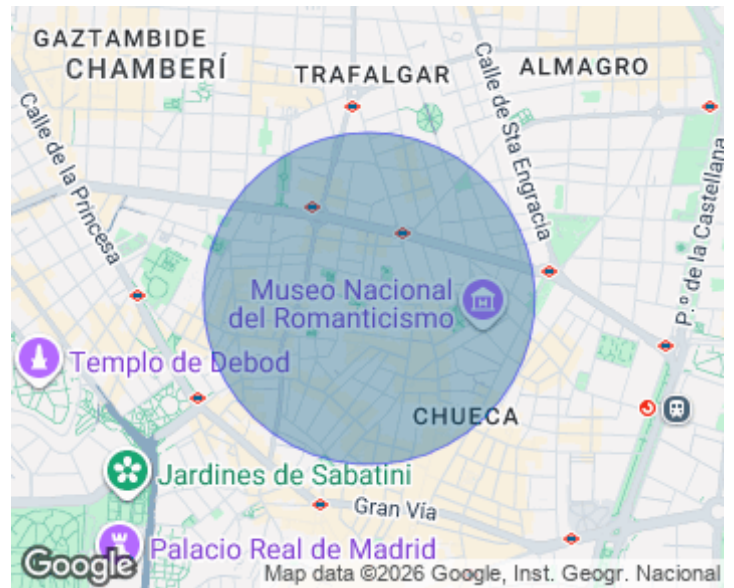 GAZTAMBIDE
CHAMBERÍ
TRAFALGAR
ALMAGRO
Calle de la Princesa
Calle de Sta Engracia
P.º de la Castellana
Museo Nacional
del Romanticismo
Templo de Debod
CHUECA
Jardines de Sabatini
Gran Vía
Palacio Real de Madrid
Google
Map data ©2026 Google, Inst. Geogr. Nacional